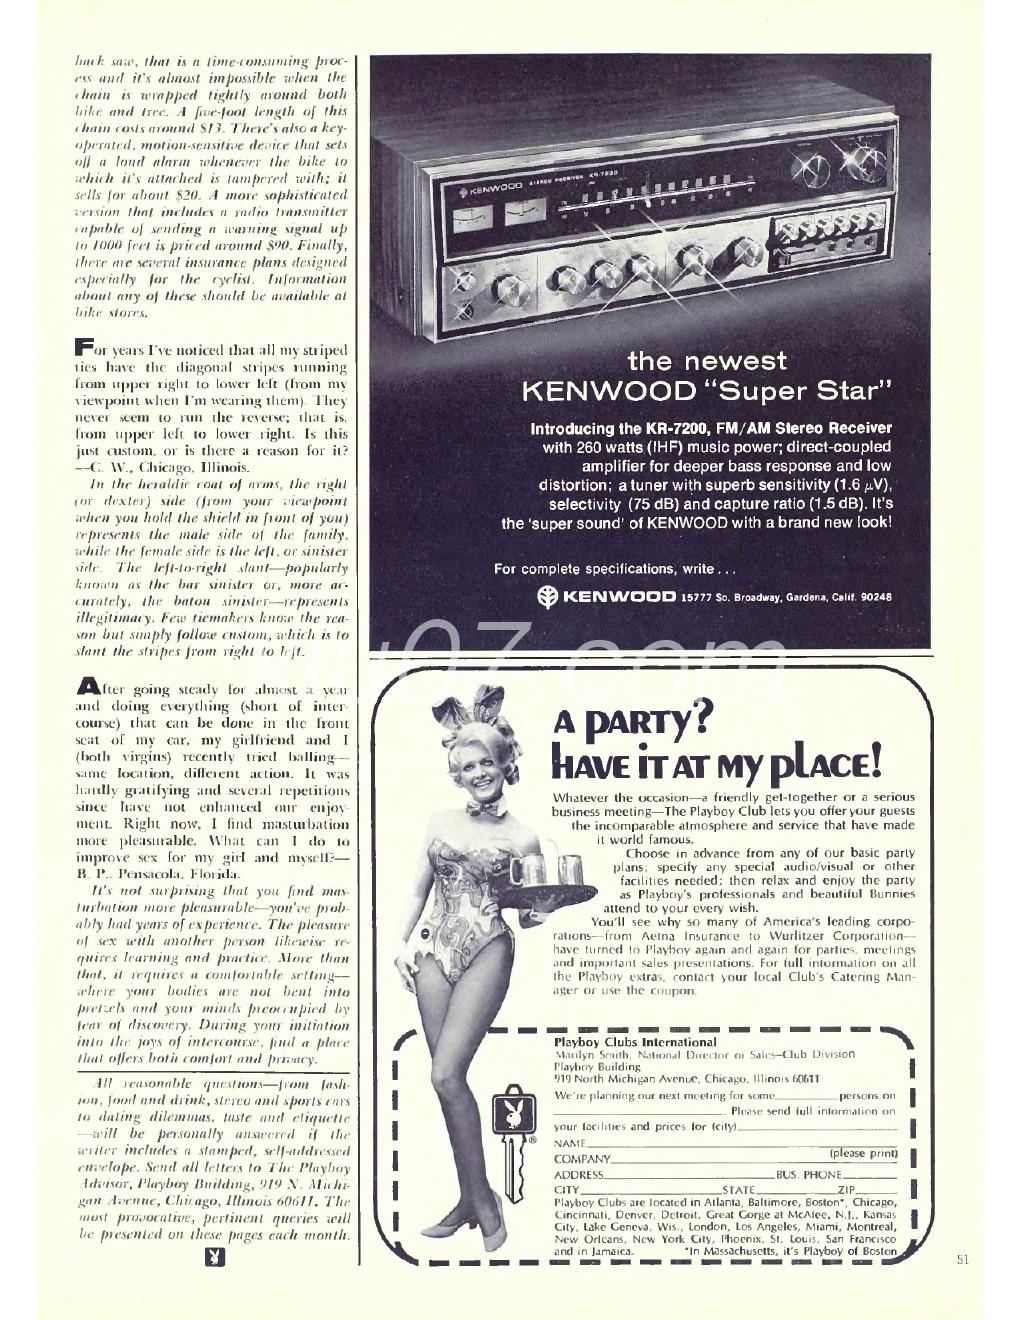 hack saw, that is a time-consuming proc-
ess and it's almost impossible when the
chain is wrapped tightly around both
bike and tree. A five-foot length of this
chain costs around $13. There's also a key-
operated, motion-sensitive device that sets
off a loud alarm whenever the bike to
which it's attached is tampered with; it
sells for about $20. A more sophisticated
version that includes a radio transmitter
capable of sending a warning signal up
to 1000 feet is priced around $90. Finally,
there are several insurance plans designed
especially for the cyclist. Information
about any of these should be available at
bike stores.
For years I've noticed that all my striped
ties have the diagonal stripes running
from upper right to lower left (from my
viewpoint when I'm wearing them). They
never seem to run the reverse; that is,
from upper left to lower right. Is this
just custom, or is there a reason for it?
—C. W., Chicago, Illinois.
In the heraldic coat of arms, the right
(or dexter) side (from your viewpoint
when you hold the shield in front of you)
represents the male side of the family,
while the female side is the left, or sinister
side. The left-to-right slant—popularly
known as the bar sinister or, more ac-
curately, the baton sinister—represents
illegitimacy. Few tiemakers know the rea-
son but simply follow custom, which is to
slant the stripes from right to left.
After going steady for almost a year
and doing everything (short of inter-
course) that can be done in the front
seat of my car, my girlfriend and I
(both virgins) recently tried balling—
same location, different action. It was
hardly gratifying and several repetitions
since have not enhanced our enjoy-
ment. Right now, I find masturbation
more pleasurable. What can I do to
improve sex for my girl and myself?—
B. P., Pensacola, Florida.
It's not surprising that you find mas-
turbation more pleasurable—you've prob-
ably had years of experience. The pleasure
of sex with another person likewise re-
quires learning and practice. More than
that, it requires a comfortable setting—
where your bodies are not bent into
pretzels and your minds preoccupied by
fear of discovery. During your initiation
into the joys of intercourse, find a place
that offers both comfort and privacy.
All reasonable questions—from fash-
ion, food and drink, stereo and sports cars
to dating dilemmas, taste and etiquette
—will be personally answered if the
writer includes a stamped, self-addressed
envelope. Send all letters to The Playboy
Advisor, Playboy Building, 919 N. Michi-
gan Avenue, Chicago, Illinois 60611. The
most provocative, pertinent queries will
be presented on these pages each month.
KENWOOD STEREO RECEIVER KR-7200
the newest
KENWOOD "Super Star"
Introducing the KR-7200, FM/AM Stereo Receiver
with 260 watts (IHF) music power; direct-coupled
amplifier for deeper bass response and low
distortion; a tuner with superb sensitivity (1.6 μV),
selectivity (75 dB) and capture ratio (1.5 dB). It's
the 'super sound' of KENWOOD with a brand new look!
For complete specifications, write . . .
KENWOOD 15777 So. Broadway, Gardena, Calif. 90248
A PARTY?
HAVE IT AT MY PLACE!
Whatever the occasion—a friendly get-together or a serious
business meeting—The Playboy Club lets you offer your guests
the incomparable atmosphere and service that have made
it world famous.
Choose in advance from any of our basic party
plans; specify any special audio/visual or other
facilities needed; then relax and enjoy the party
as Playboy's professionals and beautiful Bunnies
attend to your every wish.
You'll see why so many of America's leading corpo-
rations—from Aetna Insurance to Wurlitzer Corporation—
have turned to Playboy again and again for parties, meetings
and important sales presentations. For full information on all
the Playboy extras, contact your local Club's Catering Man-
ager or use the coupon.
Playboy Clubs International
Marilyn Smith, National Director of Sales–Club Division
Playboy Building
919 North Michigan Avenue, Chicago, Illinois 60611
We're planning our next meeting for some__________persons on
__________. Please send full information on
your facilities and prices for (city)__________
NAME__________
(please print)
COMPANY__________
ADDRESS__________BUS. PHONE__________
CITY__________STATE__________ZIP__________
Playboy Clubs are located in Atlanta, Baltimore, Boston*, Chicago,
Cincinnati, Denver, Detroit, Great Gorge at McAfee, N.J., Kansas
City, Lake Geneva, Wis., London, Los Angeles, Miami, Montreal,
New Orleans, New York City, Phoenix, St. Louis, San Francisco
and in Jamaica. *In Massachusetts, it's Playboy of Boston
®
51